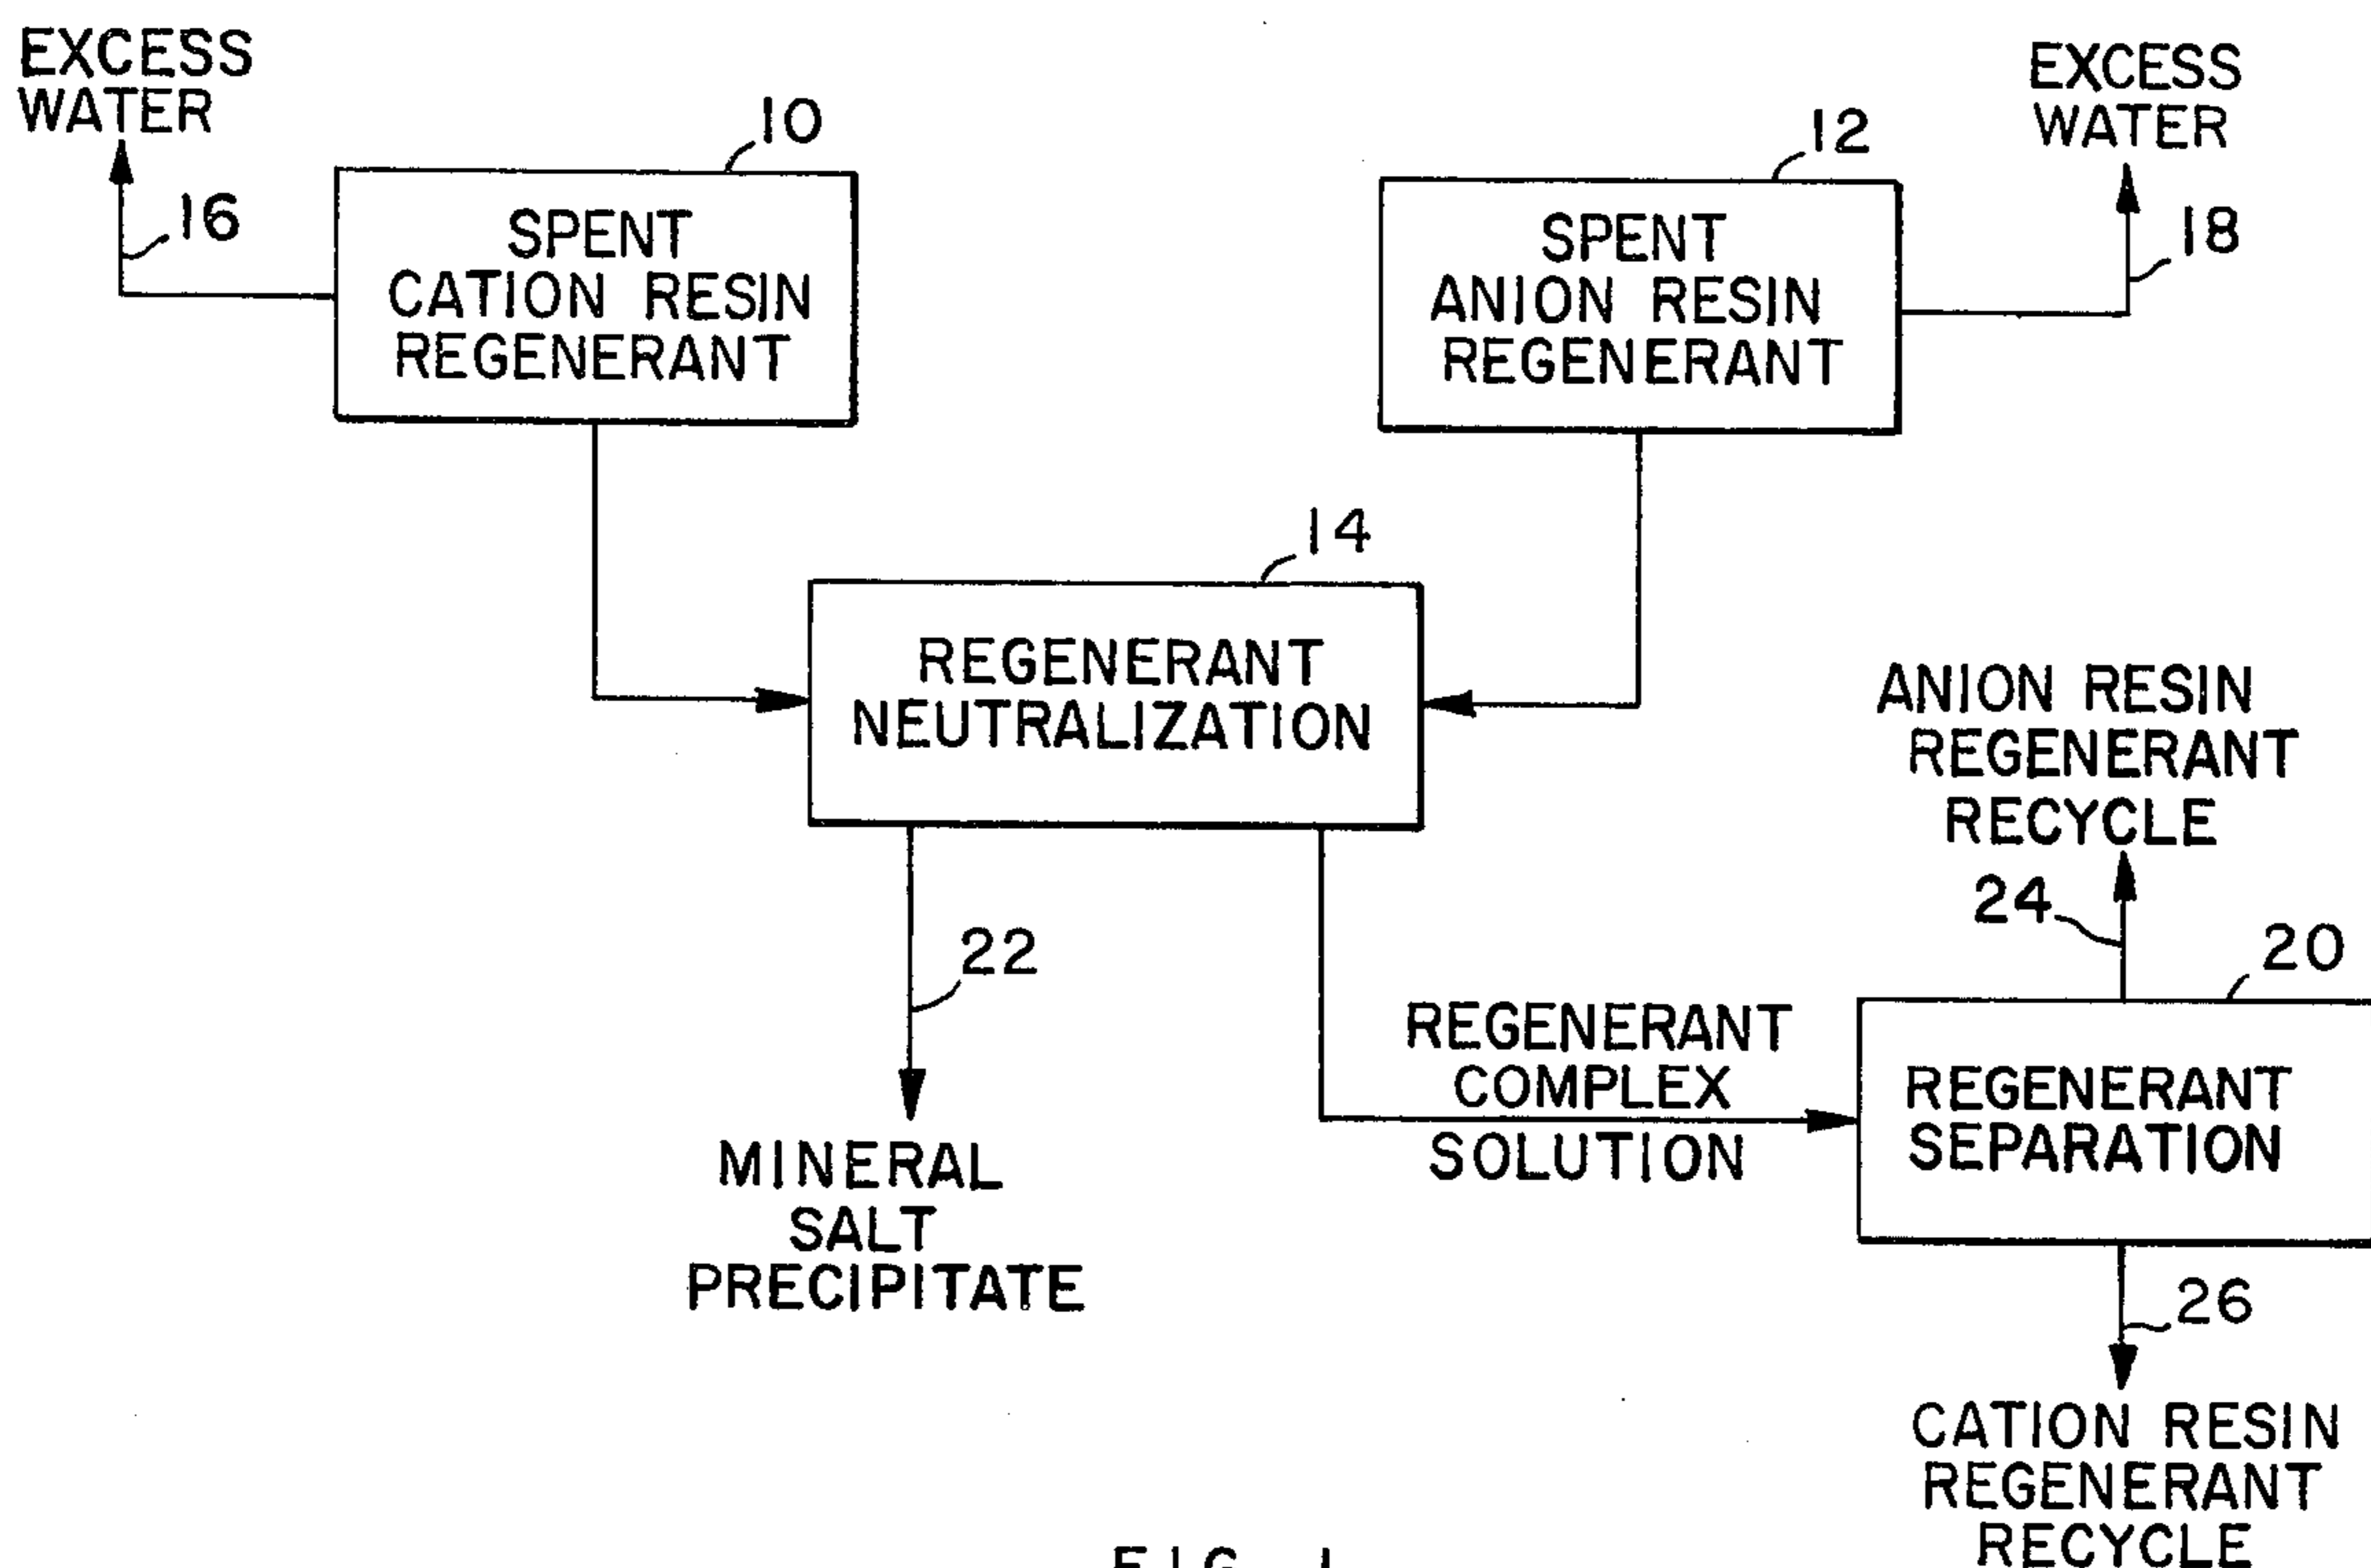 EXCESS
WATER
10
16
SPENT
CATION RESIN
REGENERANT
12
EXCESS
WATER
18
SPENT
ANION RESIN
REGENERANT
14
REGENERANT
NEUTRALIZATION
22
MINERAL
SALT
PRECIPITATE
REGENERANT
COMPLEX
SOLUTION
ANION RESIN
REGENERANT
RECYCLE
24
20
REGENERANT
SEPARATION
26
CATION RESIN
REGENERANT
RECYCLE
FIG. 1